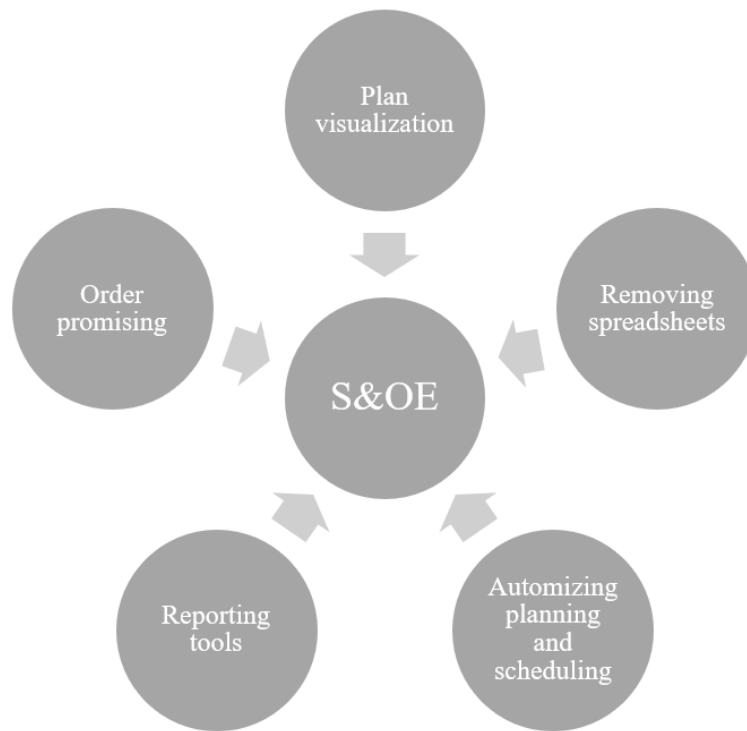 Plan
visualization
Order
promising
Removing
spreadsheets
S&OE
Reporting
tools
Automizing
planning
and
scheduling